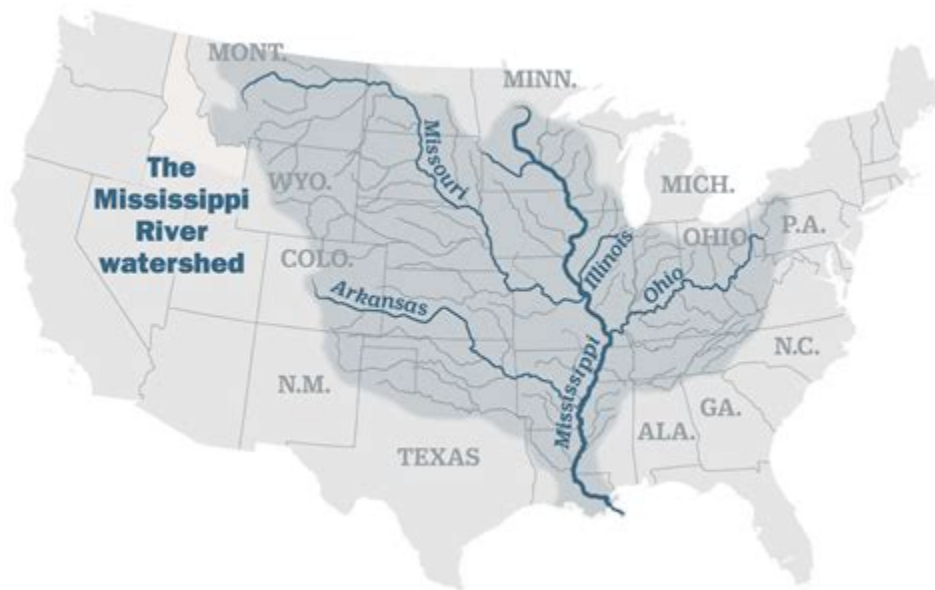 MONT.
MINN.
The
Mississippi
River
watershed
WYO.
Missouri
MICH.
P.A.
OHIO
COLO.
Illinois
Ohio
Arkansas
N.M.
Mississippi
N.C.
GA.
ALA.
TEXAS